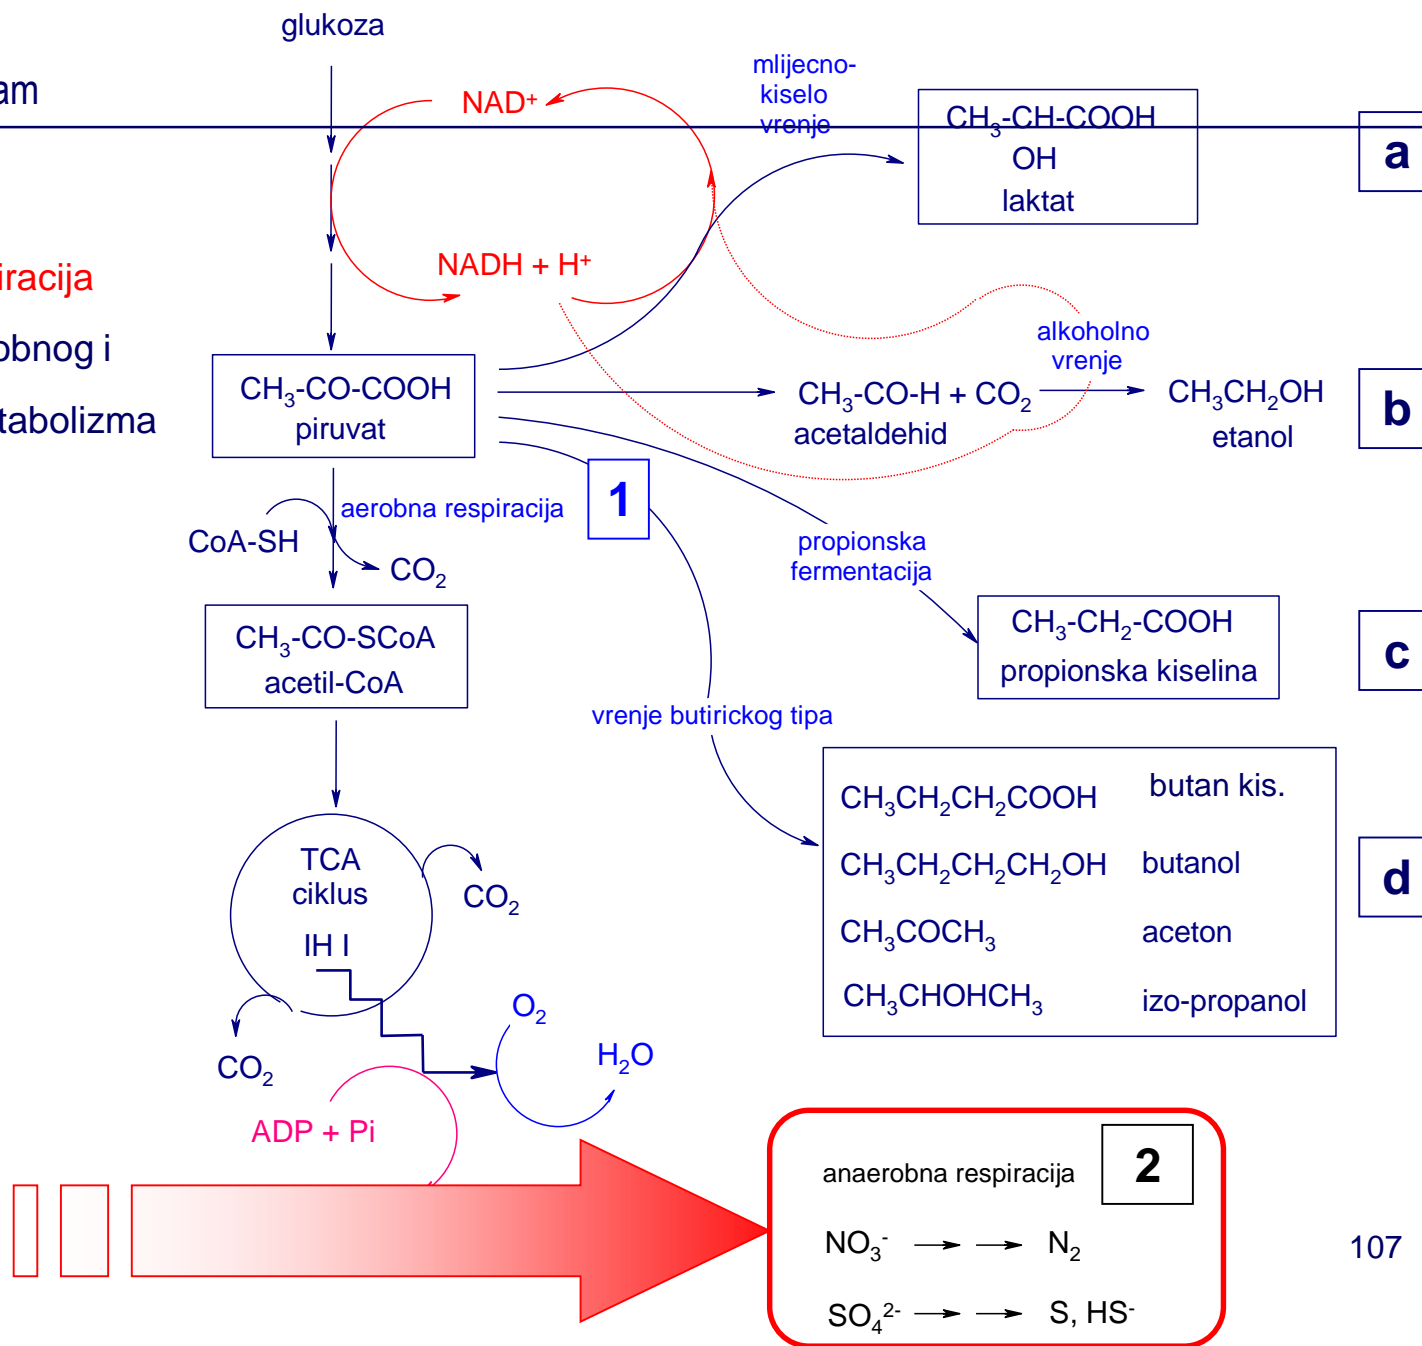 glukoza
am
NAD⁺
mlijecno-
kiselo
vrenje
CH₃-CH-COOH
OH
laktat
a
iracija
NADH + H⁺
obnog i
tabolizma
CH₃-CO-COOH
piruvat
CH₃-CO-H + CO₂
acetaldehid
alkoholno
vrenje
CH₃CH₂OH
etanol
b
1
aerobna respiracija
CoA-SH
CO₂
propionska
fermentacija
CH₃-CO-SCoA
acetil-CoA
CH₃-CH₂-COOH
propionska kiselina
c
vrenje butirickog tipa
CH₃CH₂CH₂COOH butan kis.
CH₃CH₂CH₂CH₂OH butanol
CH₃COCH₃ aceton
CH₃CHOHCH₃ izo-propanol
d
TCA
ciklus
IH I
CO₂
CO₂
O₂
H₂O
ADP + Pi
anaerobna respiracija
2
NO₃⁻ N₂
SO₄²⁻ S, HS⁻
107